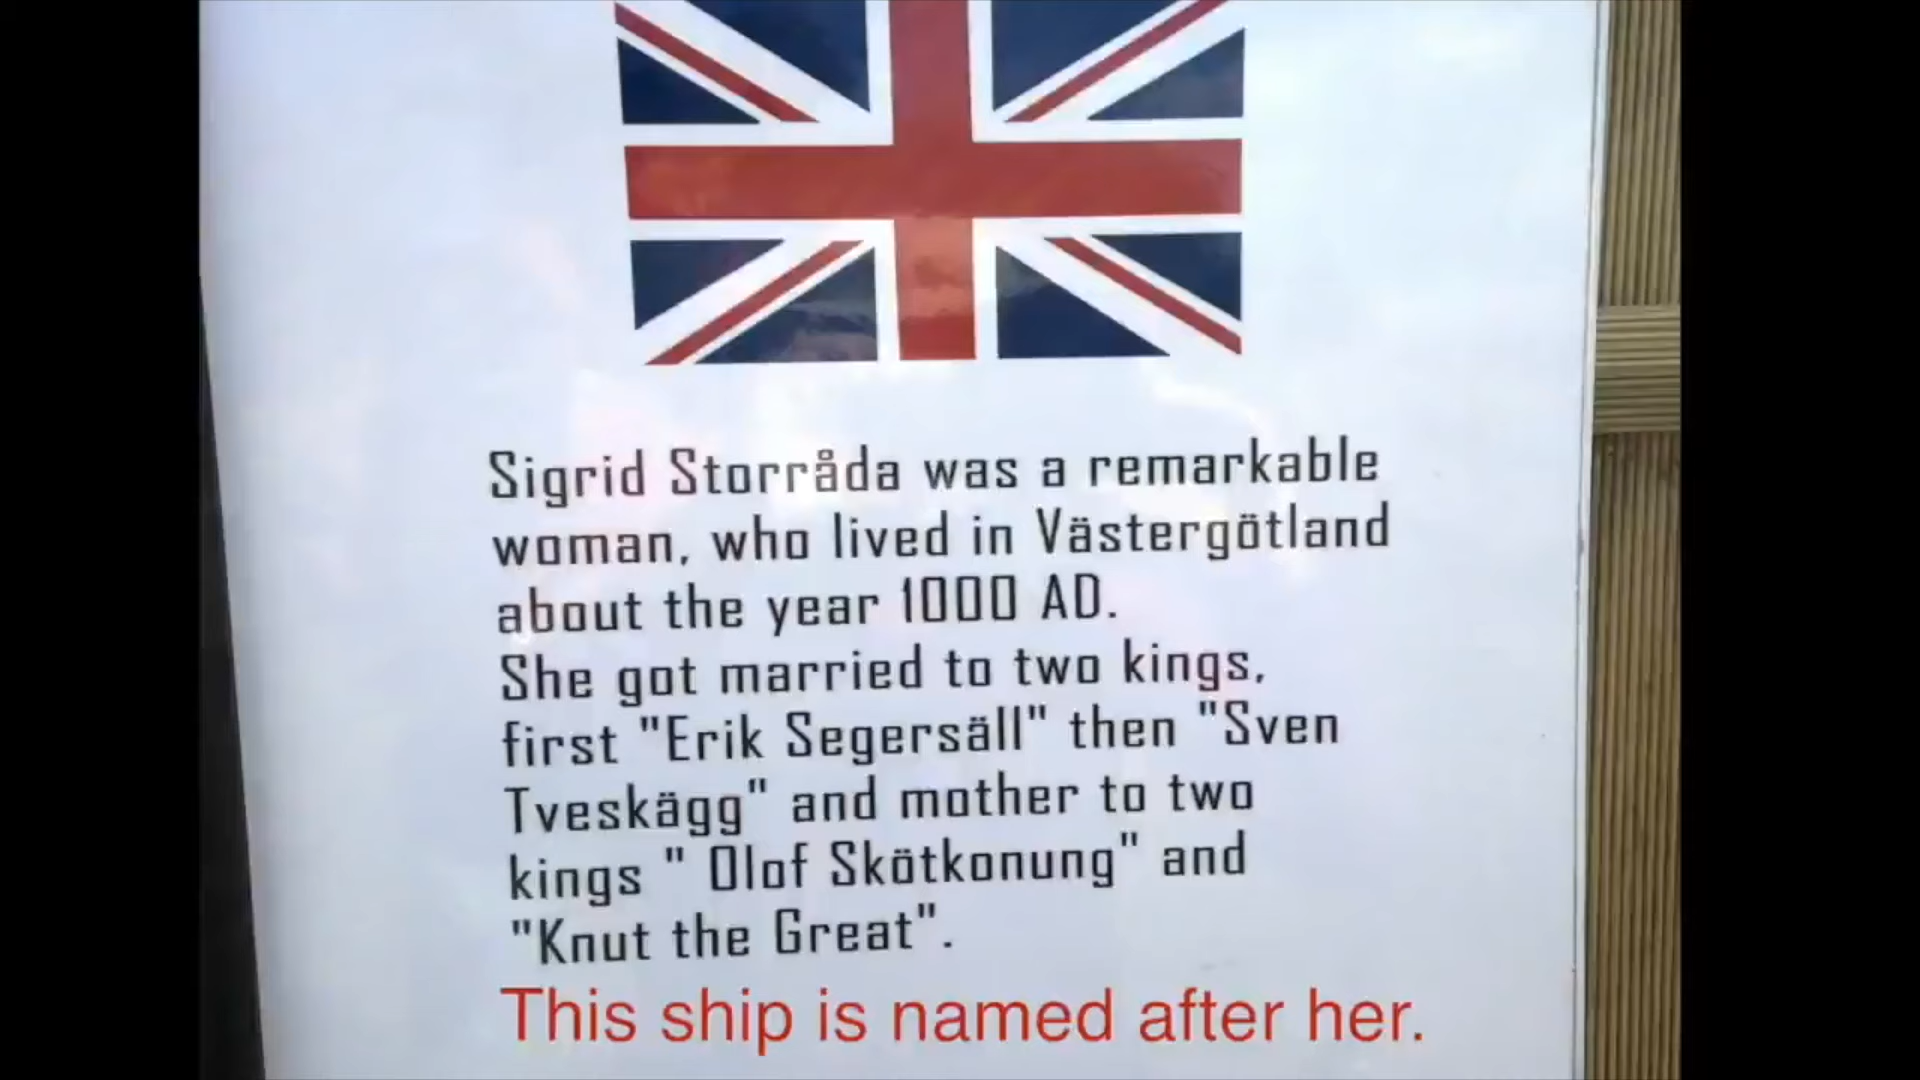 Sigrid Storråda was a remarkable
woman, who lived in Västergötland
about the year 1000 AD.
She got married to two kings,
first "Erik Segersäll" then "Sven
Tveskägg" and mother to two
kings " Olof Skötkonung" and
"Knut the Great".
This ship is named after her.